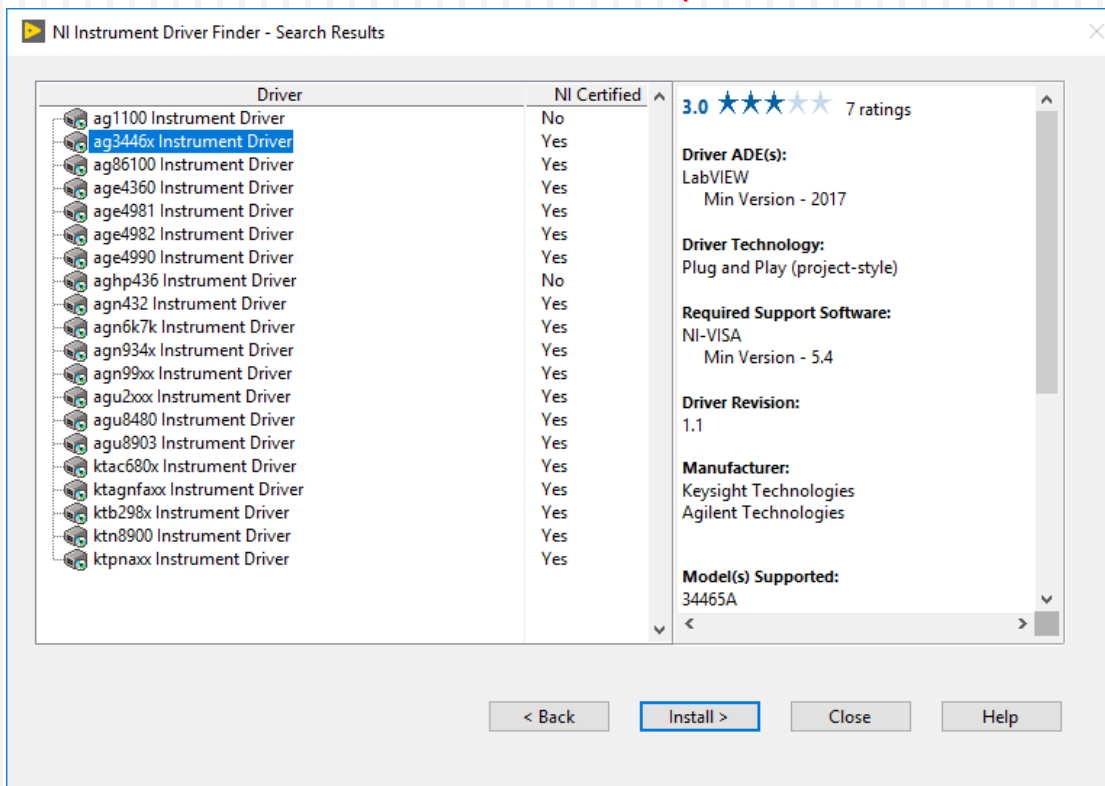 NI Instrument Driver Finder - Search Results
Driver NI Certified
ag1100 Instrument Driver No
ag3446x Instrument Driver Yes
ag86100 Instrument Driver Yes
age4360 Instrument Driver Yes
age4981 Instrument Driver Yes
age4982 Instrument Driver Yes
age4990 Instrument Driver Yes
aghp436 Instrument Driver No
agn432 Instrument Driver Yes
agn6k7k Instrument Driver Yes
agn934x Instrument Driver Yes
agn99xx Instrument Driver Yes
agu2xxx Instrument Driver Yes
agu8480 Instrument Driver Yes
agu8903 Instrument Driver Yes
ktac680x Instrument Driver Yes
ktagnfaxx Instrument Driver Yes
ktb298x Instrument Driver Yes
ktn8900 Instrument Driver Yes
ktpnaxx Instrument Driver Yes
3.0 7 ratings
Driver ADE(s):
LabVIEW
Min Version - 2017
Driver Technology:
Plug and Play (project-style)
Required Support Software:
NI-VISA
Min Version - 5.4
Driver Revision:
1.1
Manufacturer:
Keysight Technologies
Agilent Technologies
Model(s) Supported:
34465A
< Back Install > Close Help